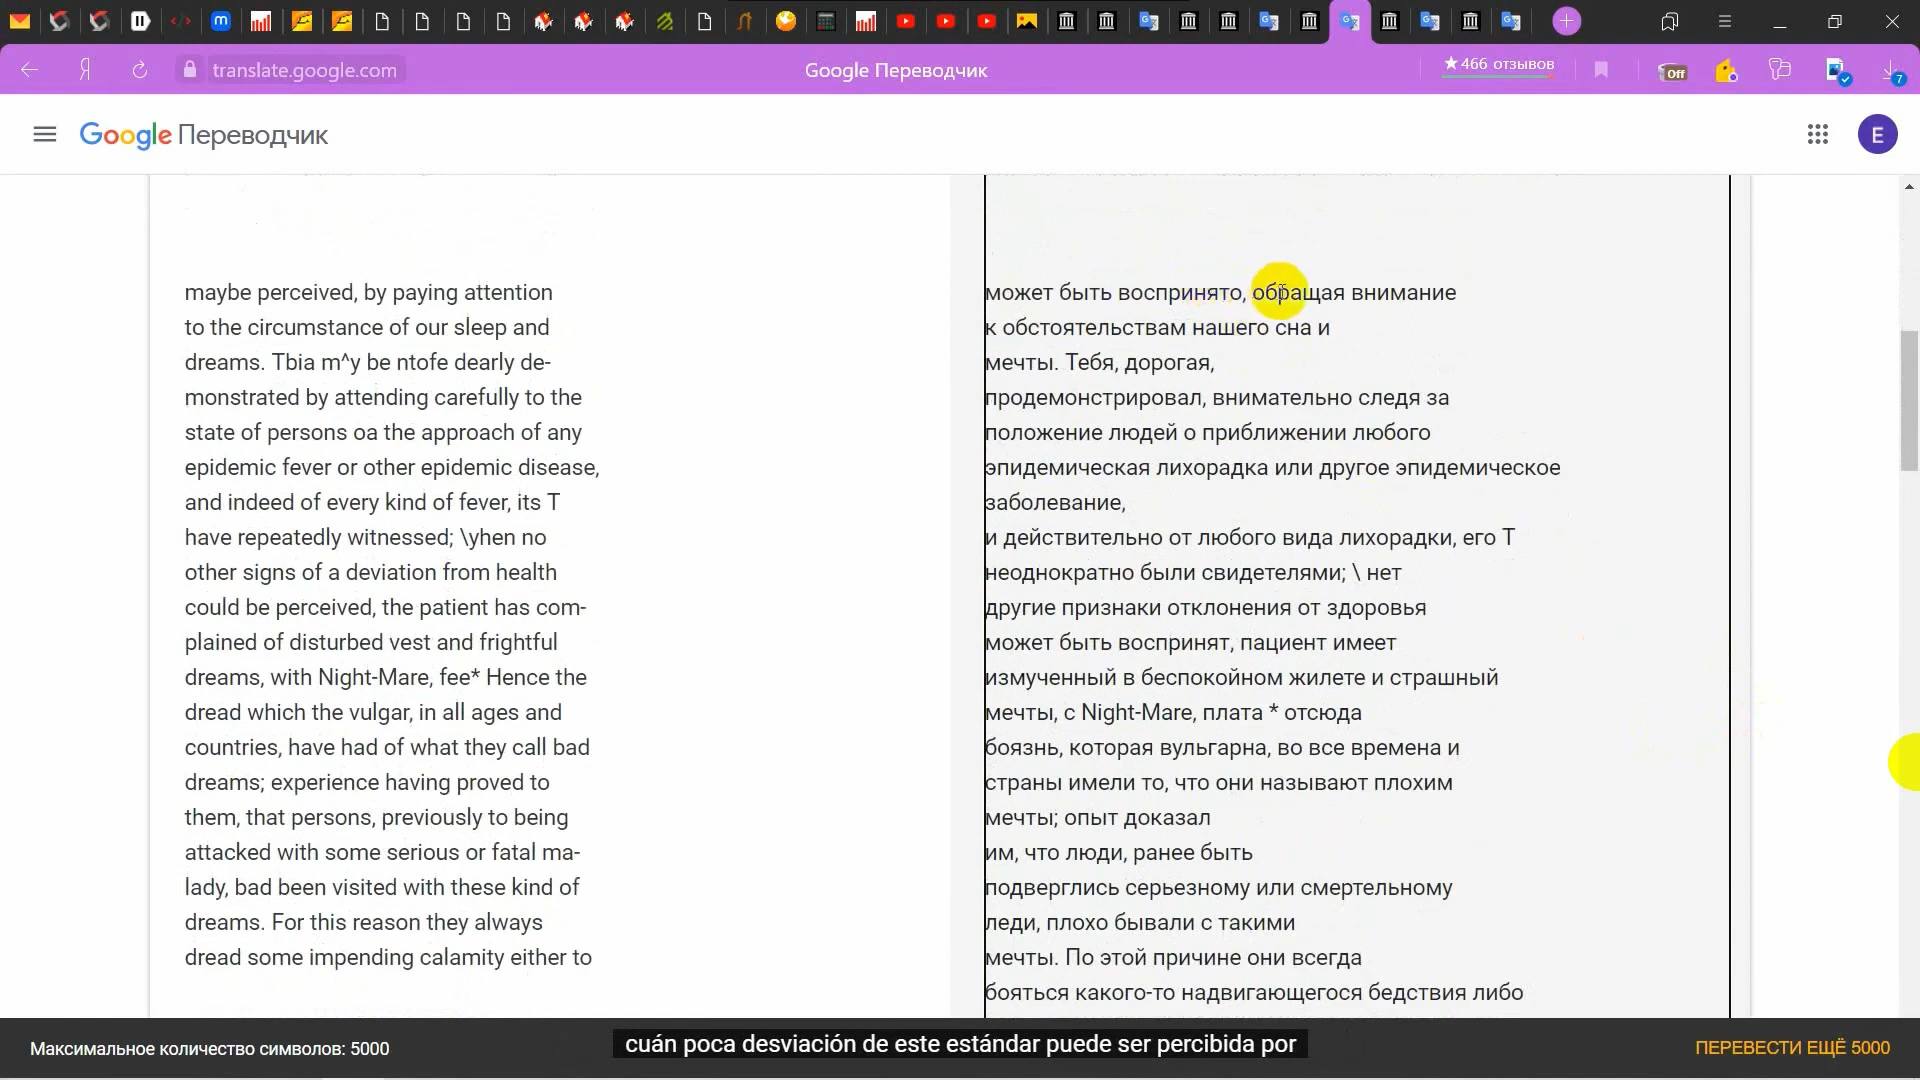 translate.google.com
Google Переводчик
★466 отзывов
Off
7
Google Переводчик
E
maybe perceived, by paying attention
to the circumstance of our sleep and
dreams. Tbia m^y be ntofe dearly de-
monstrated by attending carefully to the
state of persons oa the approach of any
epidemic fever or other epidemic disease,
and indeed of every kind of fever, its T
have repeatedly witnessed; \yhen no
other signs of a deviation from health
could be perceived, the patient has com-
plained of disturbed vest and frightful
dreams, with Night-Mare, fee* Hence the
dread which the vulgar, in all ages and
countries, have had of what they call bad
dreams; experience having proved to
them, that persons, previously to being
attacked with some serious or fatal ma-
lady, bad been visited with these kind of
dreams. For this reason they always
dread some impending calamity either to
может быть воспринято, обращая внимание
к обстоятельствам нашего сна и
мечты. Тебя, дорогая,
продемонстрировал, внимательно следя за
положение людей о приближении любого
эпидемическая лихорадка или другое эпидемическое
заболевание,
и действительно от любого вида лихорадки, его Т
неоднократно были свидетелями; \ нет
другие признаки отклонения от здоровья
может быть воспринят, пациент имеет
измученный в беспокойном жилете и страшный
мечты, с Night-Mare, плата * отсюда
боязнь, которая вульгарна, во все времена и
страны имели то, что они называют плохим
мечты; опыт доказал
им, что люди, ранее быть
подверглись серьезному или смертельному
леди, плохо бывали с такими
мечты. По этой причине они всегда
бояться какого-то надвигающегося бедствия либо
Максимальное количество символов: 5000
cuán poca desviación de este estándar puede ser percibida por
ПЕРЕВЕСТИ ЕЩЁ 5000